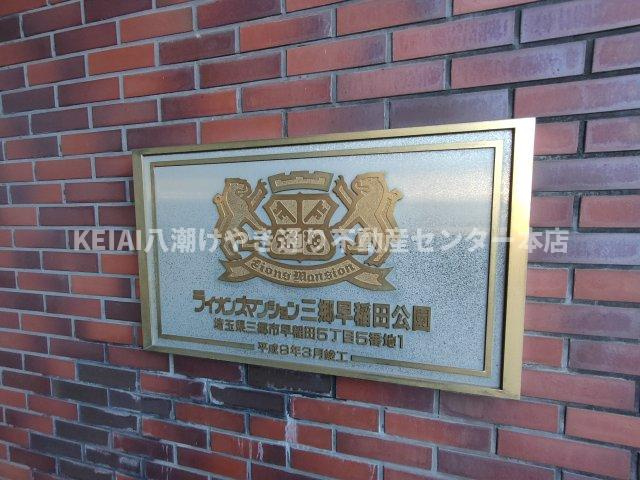 KEIAI八潮けやき通り不動産センター本店
Lions Mansion
ライオンズマンション三郷早稲田公園
埼玉県三郷市早稲田5丁目5番地1
平成8年3月竣工